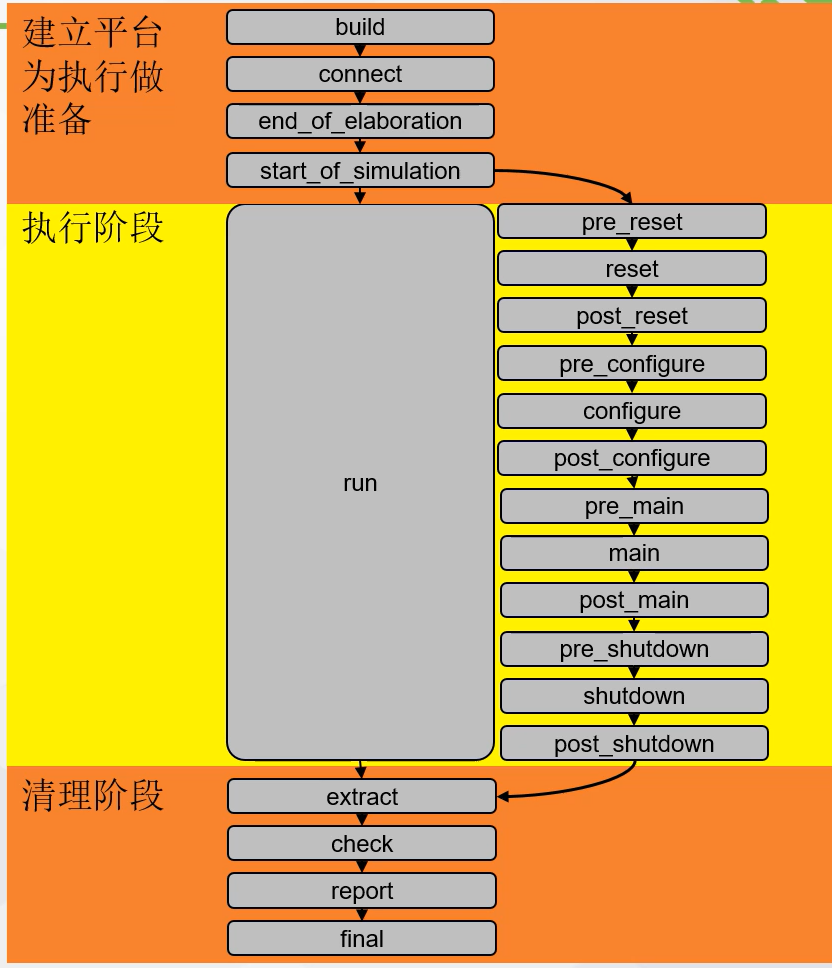 建立平台
为执行做
准备
build
connect
end_of_elaboration
start_of_simulation
执行阶段
run
pre_reset
reset
post_reset
pre_configure
configure
post_configure
pre_main
main
post_main
pre_shutdown
shutdown
post_shutdown
清理阶段
extract
check
report
final